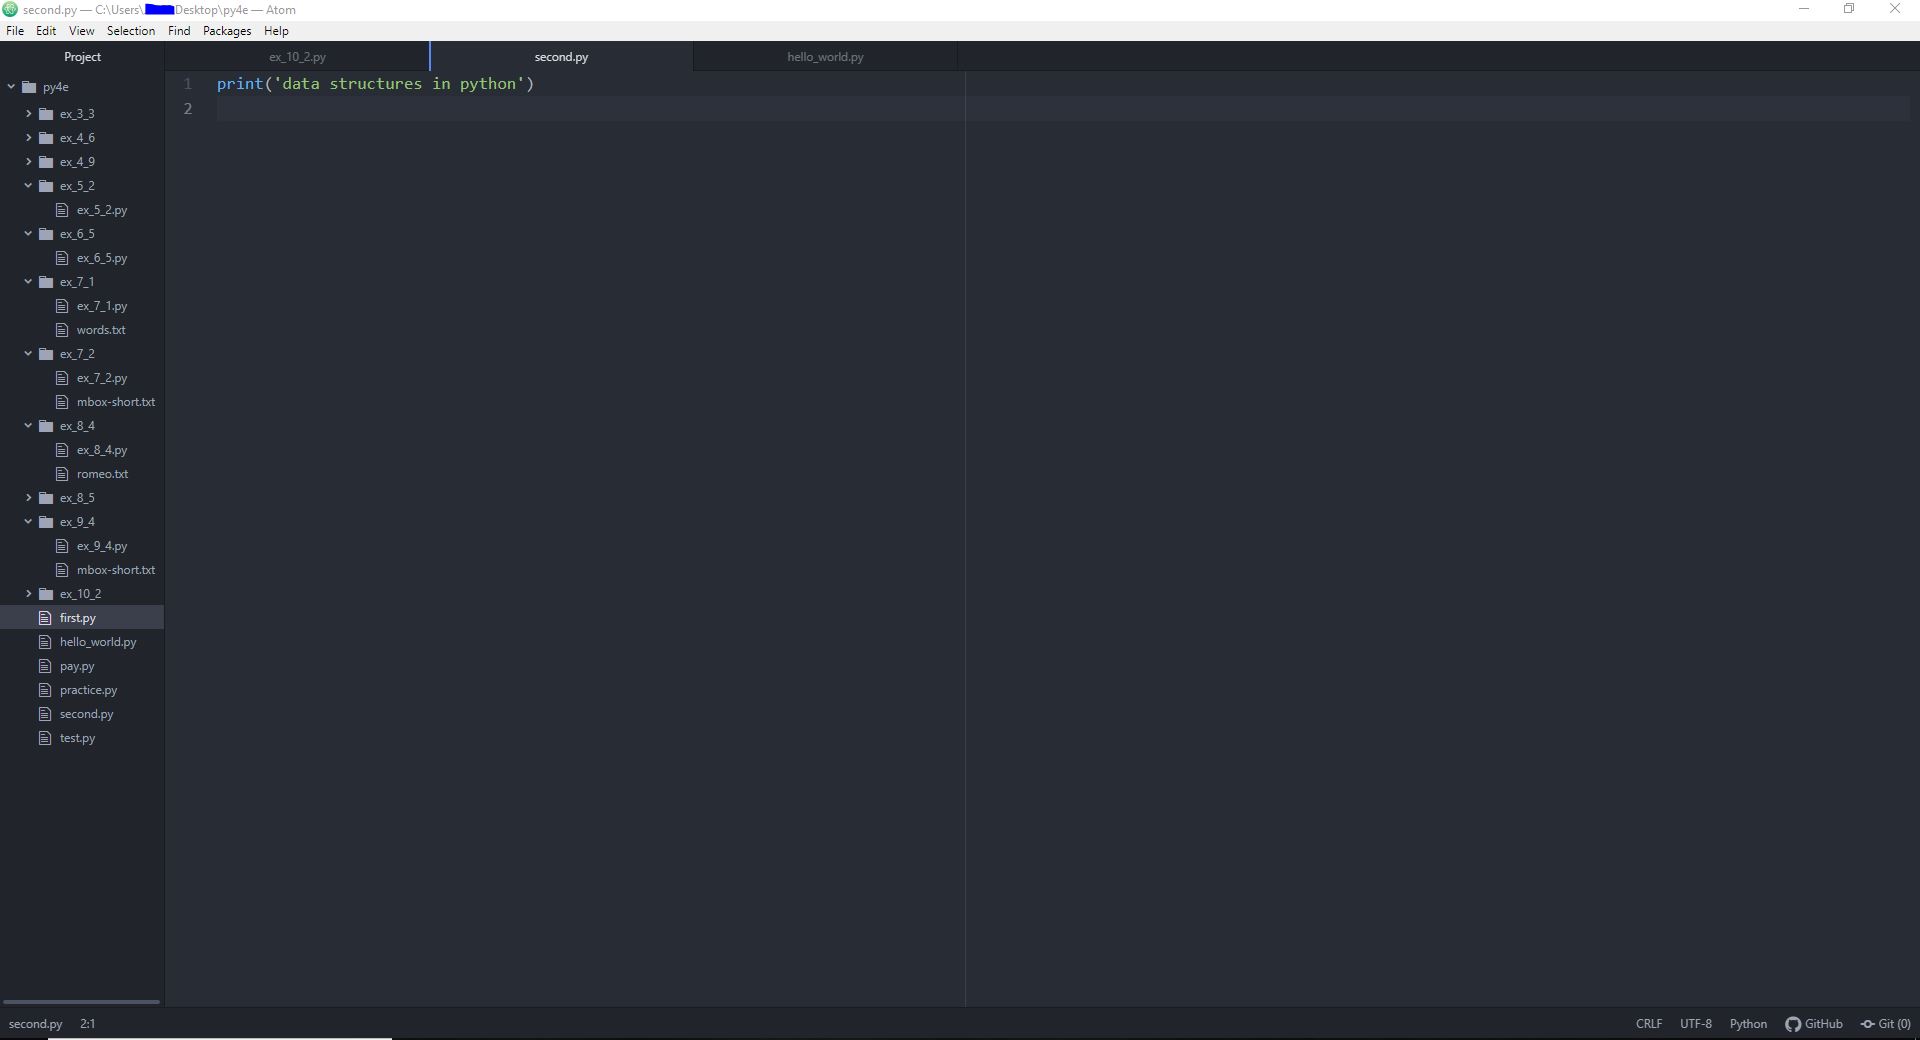 second.py — C:\Users\ Desktop\py4e — Atom
File Edit View Selection Find Packages Help
Project
ex_10_2.py
second.py
hello_world.py
py4e
ex_3_3
ex_4_6
ex_4_9
ex_5_2
ex_5_2.py
ex_6_5
ex_6_5.py
ex_7_1
ex_7_1.py
words.txt
ex_7_2
ex_7_2.py
mbox-short.txt
ex_8_4
ex_8_4.py
romeo.txt
ex_8_5
ex_9_4
ex_9_4.py
mbox-short.txt
ex_10_2
first.py
hello_world.py
pay.py
practice.py
second.py
test.py
1 print('data structures in python')
2
second.py 2:1
CRLF UTF-8 Python GitHub Git (0)